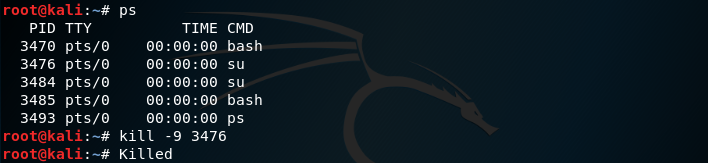 root@kali:~# ps
   PID TTY          TIME CMD
  3470 pts/0    00:00:00 bash
  3476 pts/0    00:00:00 su
  3484 pts/0    00:00:00 su
  3485 pts/0    00:00:00 bash
  3493 pts/0    00:00:00 ps
root@kali:~# kill -9 3476
root@kali:~# Killed